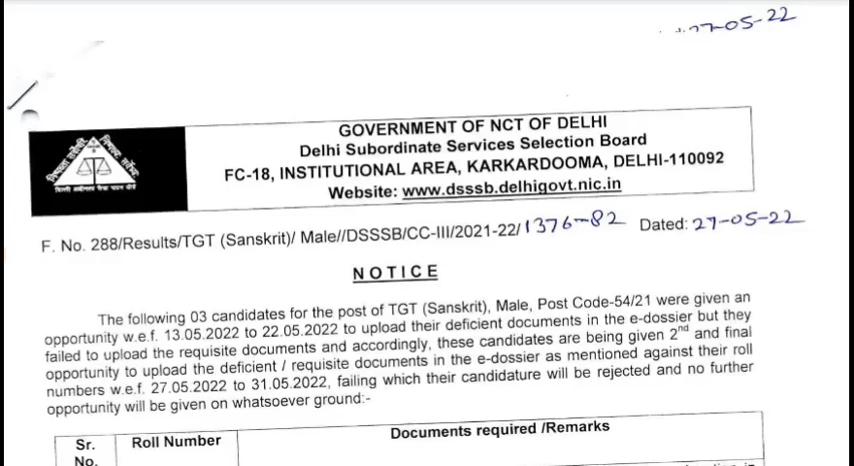 27-05-22
GOVERNMENT OF NCT OF DELHI
Delhi Subordinate Services Selection Board
FC-18, INSTITUTIONAL AREA, KARKARDOOMA, DELHI-110092
Website: www.dsssb.delhigovt.nic.in
F. No. 288/Results/TGT (Sanskrit)/ Male//DSSSB/CC-III/2021-22/1376-82 Dated: 27-05-22
NOTICE
The following 03 candidates for the post of TGT (Sanskrit), Male, Post Code-54/21 were given an
opportunity w.e.f. 13.05.2022 to 22.05.2022 to upload their deficient documents in the e-dossier but they
failed to upload the requisite documents and accordingly, these candidates are being given 2nd and final
opportunity to upload the deficient / requisite documents in the e-dossier as mentioned against their roll
numbers w.e.f. 27.05.2022 to 31.05.2022, failing which their candidature will be rejected and no further
opportunity will be given on whatsoever ground:-
Sr. Roll Number Documents required /Remarks
No.